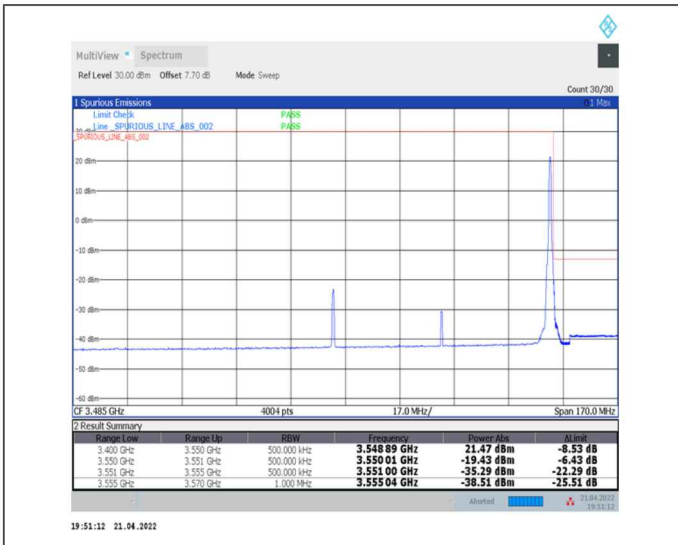 MultiView Spectrum
Ref Level 30.00 dBm Offset 7.70 dB Mode Sweep
Count 30/30
1 Spurious Emissions 1 Max
Limit Check PASS
Line _SPURIOUS_LINE_ABS_002 PASS
30 dBm
_SPURIOUS_LINE_ABS_002
20 dBm
10 dBm
0 dBm
-10 dBm
-20 dBm
-30 dBm
-40 dBm
-50 dBm
-60 dBm
CF 3.485 GHz 4004 pts 17.0 MHz/ Span 170.0 MHz
2 Result Summary
Range Low Range Up RBW Frequency Power Abs ΔLimit
3.400 GHz 3.550 GHz 500.000 kHz 3.548 89 GHz 21.47 dBm -8.53 dB
3.550 GHz 3.551 GHz 500.000 kHz 3.550 01 GHz -19.43 dBm -6.43 dB
3.551 GHz 3.555 GHz 500.000 kHz 3.551 00 GHz -35.29 dBm -22.29 dB
3.555 GHz 3.570 GHz 1.000 MHz 3.555 04 GHz -38.51 dBm -25.51 dB
Aborted 21.04.2022
19:51:12
19:51:12 21.04.2022